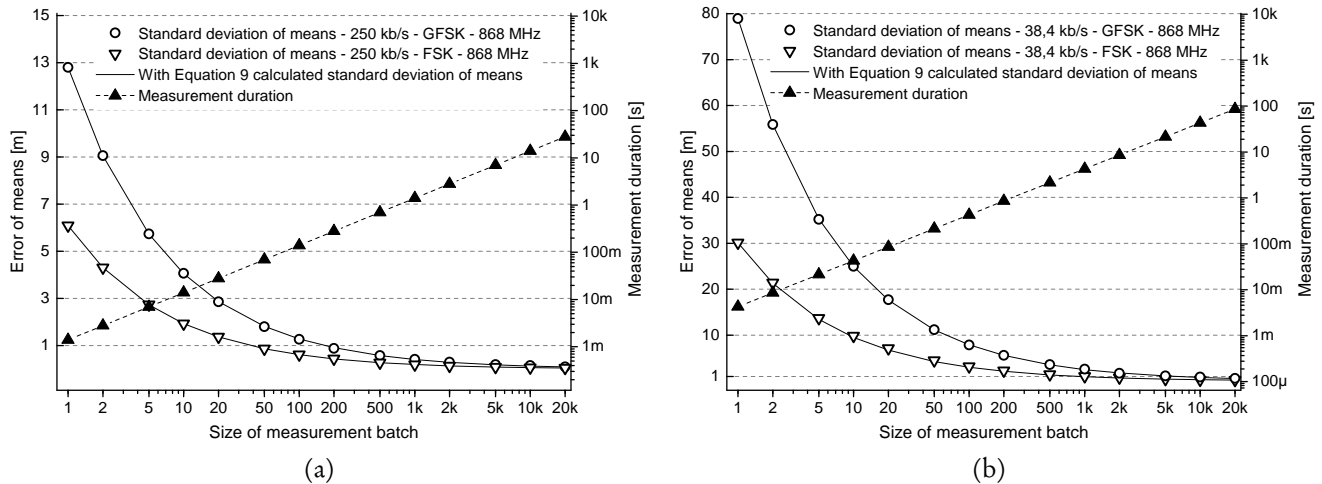 Standard deviation of means - 250 kb/s - GFSK - 868 MHz
Standard deviation of means - 250 kb/s - FSK - 868 MHz
With Equation 9 calculated standard deviation of means
Measurement duration
15
13
11
9
7
5
3
1
Error of means [m]
10k
1k
100
10
1
100m
10m
1m
Measurement duration [s]
1 2 5 10 20 50 100 200 500 1k 2k 5k 10k 20k
Size of measurement batch
(a)
Standard deviation of means - 38,4 kb/s - GFSK - 868 MHz
Standard deviation of means - 38,4 kb/s - FSK - 868 MHz
With Equation 9 calculated standard deviation of means
Measurement duration
80
70
60
50
40
30
20
10
1
Error of means [m]
10k
1k
100
10
1
100m
10m
1m
100µ
Measurement duration [s]
1 2 5 10 20 50 100 200 500 1k 2k 5k 10k 20k
Size of measurement batch
(b)